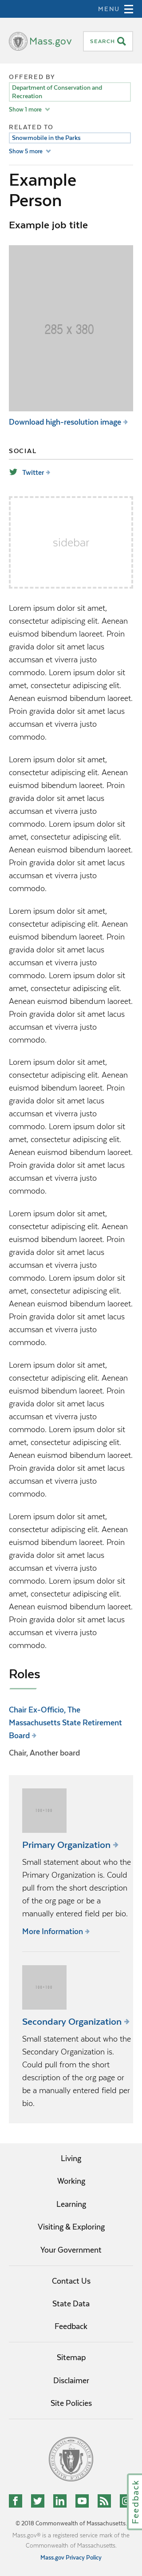 MENU
Mass.gov
SEARCH
OFFERED BY
Department of Conservation and
Recreation
Show 1 more
RELATED TO
Snowmobile in the Parks
Show 5 more
Example
Person
Example job title
285 x 380
Download high-resolution image
SOCIAL
Twitter
sidebar
Lorem ipsum dolor sit amet,
consectetur adipiscing elit. Aenean
euismod bibendum laoreet. Proin
gravida dolor sit amet lacus
accumsan et viverra justo
commodo. Lorem ipsum dolor sit
amet, consectetur adipiscing elit.
Aenean euismod bibendum laoreet.
Proin gravida dolor sit amet lacus
accumsan et viverra justo
commodo.
Lorem ipsum dolor sit amet,
consectetur adipiscing elit. Aenean
euismod bibendum laoreet. Proin
gravida dolor sit amet lacus
accumsan et viverra justo
commodo. Lorem ipsum dolor sit
amet, consectetur adipiscing elit.
Aenean euismod bibendum laoreet.
Proin gravida dolor sit amet lacus
accumsan et viverra justo
commodo.
Lorem ipsum dolor sit amet,
consectetur adipiscing elit. Aenean
euismod bibendum laoreet. Proin
gravida dolor sit amet lacus
accumsan et viverra justo
commodo. Lorem ipsum dolor sit
amet, consectetur adipiscing elit.
Aenean euismod bibendum laoreet.
Proin gravida dolor sit amet lacus
accumsan et viverra justo
commodo.
Lorem ipsum dolor sit amet,
consectetur adipiscing elit. Aenean
euismod bibendum laoreet. Proin
gravida dolor sit amet lacus
accumsan et viverra justo
commodo. Lorem ipsum dolor sit
amet, consectetur adipiscing elit.
Aenean euismod bibendum laoreet.
Proin gravida dolor sit amet lacus
accumsan et viverra justo
commodo.
Lorem ipsum dolor sit amet,
consectetur adipiscing elit. Aenean
euismod bibendum laoreet. Proin
gravida dolor sit amet lacus
accumsan et viverra justo
commodo. Lorem ipsum dolor sit
amet, consectetur adipiscing elit.
Aenean euismod bibendum laoreet.
Proin gravida dolor sit amet lacus
accumsan et viverra justo
commodo.
Lorem ipsum dolor sit amet,
consectetur adipiscing elit. Aenean
euismod bibendum laoreet. Proin
gravida dolor sit amet lacus
accumsan et viverra justo
commodo. Lorem ipsum dolor sit
amet, consectetur adipiscing elit.
Aenean euismod bibendum laoreet.
Proin gravida dolor sit amet lacus
accumsan et viverra justo
commodo.
Lorem ipsum dolor sit amet,
consectetur adipiscing elit. Aenean
euismod bibendum laoreet. Proin
gravida dolor sit amet lacus
accumsan et viverra justo
commodo. Lorem ipsum dolor sit
amet, consectetur adipiscing elit.
Aenean euismod bibendum laoreet.
Proin gravida dolor sit amet lacus
accumsan et viverra justo
commodo.
Roles
Chair Ex-Officio, The
Massachusetts State Retirement
Board
Chair, Another board
Primary Organization
Small statement about who the
Primary Organization is. Could
pull from the short description
of the org page or be a
manually entered field per bio.
More Information
Secondary Organization
Small statement about who the
Secondary Organization is.
Could pull from the short
description of the org page or
be a manually entered field per
bio.
Living
Working
Learning
Visiting & Exploring
Your Government
Contact Us
State Data
Feedback
Sitemap
Disclaimer
Site Policies
Feedback
© 2018 Commonwealth of Massachusetts.
Mass.gov® is a registered service mark of the
Commonwealth of Massachusetts.
Mass.gov Privacy Policy